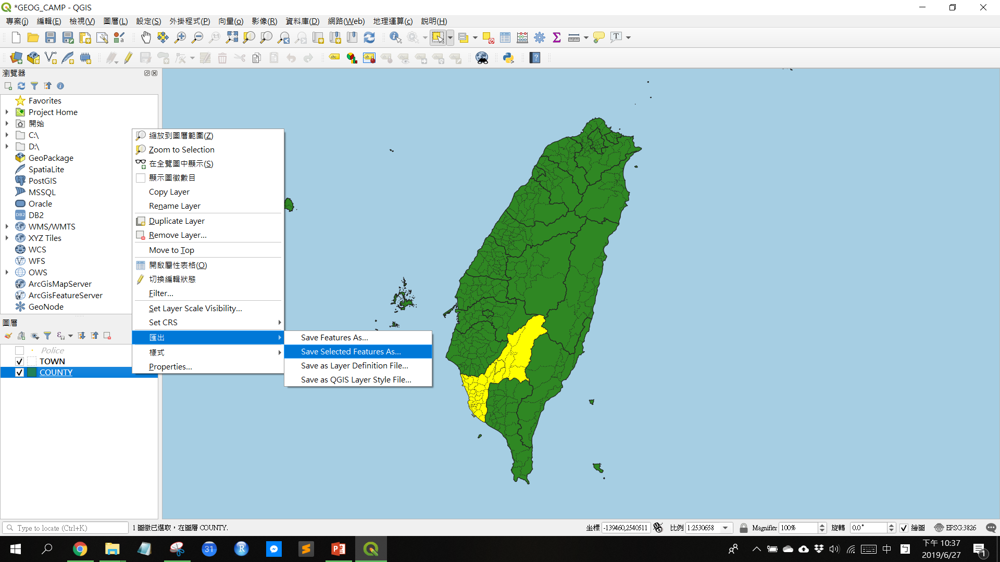 *GEOG_CAMP - QGIS
專案(j) 編輯(E) 檢視(V) 圖層(L) 設定(S) 外掛程式(P) 向量(o) 影像(R) 資料庫(D) 網路(Web) 地理運算(c) 說明(H)
瀏覽器
Favorites
Project Home
開始
C:\
D:\
GeoPackage
SpatiaLite
PostGIS
MSSQL
Oracle
DB2
WMS/WMTS
XYZ Tiles
WCS
WFS
OWS
ArcGisMapServer
ArcGisFeatureServer
GeoNode
圖層
Police
TOWN
COUNTY
縮放到圖層範圍(Z)
Zoom to Selection
在全覽圖中顯示(S)
顯示圖徵數目
Copy Layer
Rename Layer
Duplicate Layer
Remove Layer...
Move to Top
開啟屬性表格(O)
切換編輯狀態
Filter...
Set Layer Scale Visibility...
Set CRS
匯出
樣式
Properties...
Save Features As...
Save Selected Features As...
Save as Layer Definition File...
Save as QGIS Layer Style File...
Type to locate (Ctrl+K) 1 圖徵已選取，在圖層 COUNTY. 坐標 -139460,2540511 比例 1:2530658 Magnifier 100% 旋轉 0.0° 繪圖 EPSG:3826
中 下午 10:37
2019/6/27
1